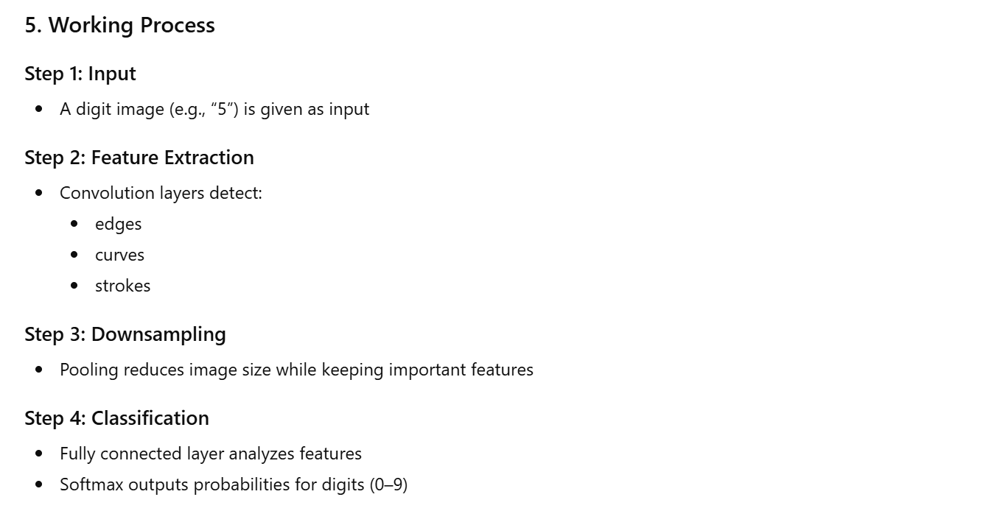 5. Working Process
Step 1: Input
• A digit image (e.g., “5”) is given as input
Step 2: Feature Extraction
• Convolution layers detect:
• edges
• curves
• strokes
Step 3: Downsampling
• Pooling reduces image size while keeping important features
Step 4: Classification
• Fully connected layer analyzes features
• Softmax outputs probabilities for digits (0–9)